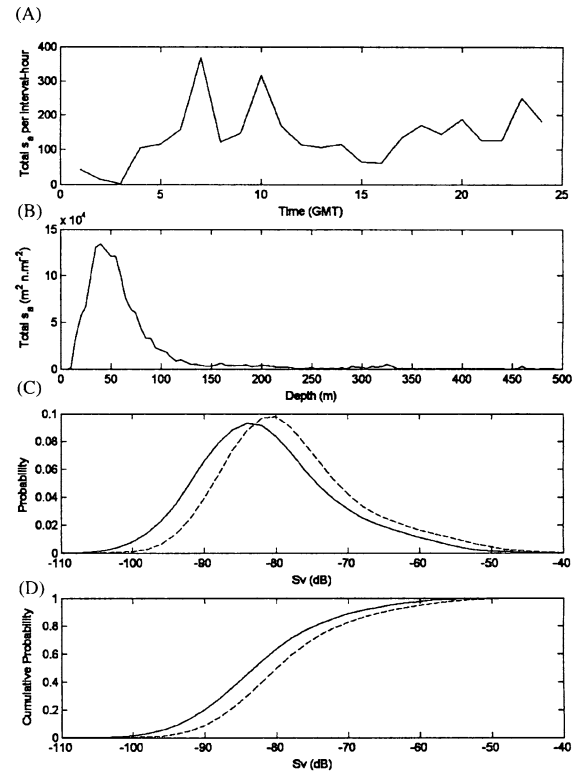 (A)
400
300
200
100
0
Total sa per interval-hour
0 5 10 15 20 25
Time (GMT)
(B)
x 10^4
15
10
5
0
Total sa (m² n.mi⁻²)
0 50 100 150 200 250 300 350 400 450 500
Depth (m)
(C)
0.1
0.08
0.06
0.04
0.02
0
Probability
-110 -100 -90 -80 -70 -60 -50 -40
Sv (dB)
(D)
1
0.8
0.6
0.4
0.2
0
Cumulative Probability
-110 -100 -90 -80 -70 -60 -50 -40
Sv (dB)